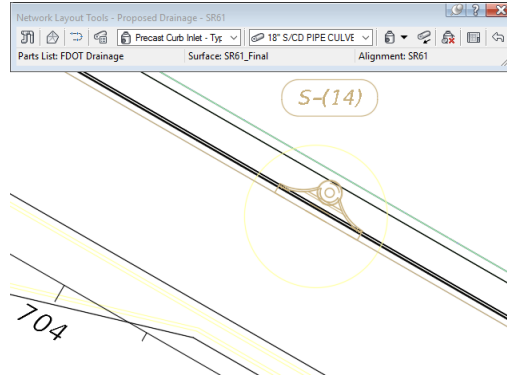 Network Layout Tools - Proposed Drainage - SR61
Precast Curb Inlet - Typ
18" S/CD PIPE CULVE
Parts List: FDOT Drainage
Surface: SR61_Final
Alignment: SR61
S-(14)
704